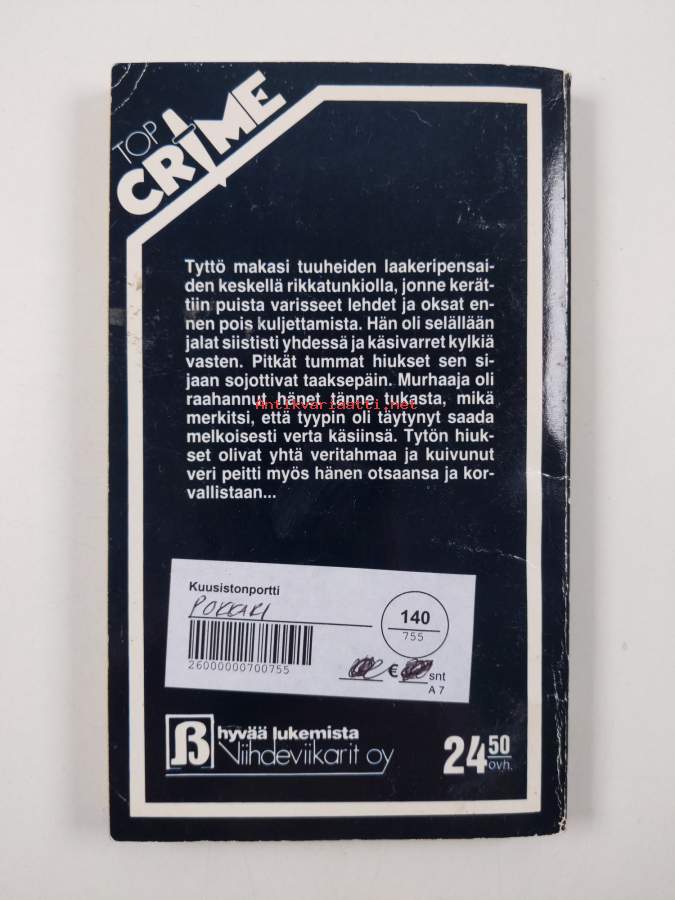 TOP
CRIME
Tyttö makasi tuuheiden laakeripensai-
den keskellä rikkatunkiolla, jonne kerät-
tiin puista varisseet lehdet ja oksat en-
nen pois kuljettamista. Hän oli selällään
jalat siististi yhdessä ja käsivarret kylkiä
vasten. Pitkät tummat hiukset sen si-
jaan sojottivat taaksepäin. Murhaaja oli
raahannut hänet tänne tukasta, mikä
Antikvariaatti.net
merkitsi, että tyypin oli täytynyt saada
melkoisesti verta käsiinsä. Tytön hiuk-
set olivat yhtä veritahmaa ja kuivunut
veri peitti myös hänen otsaansa ja kor-
vallistaan...
Kuusistonportti
POKKARI
140
755
26000000700755
€ snt
A 7
hyvää lukemista
Viihdeviikarit oy
24 50
ovh.